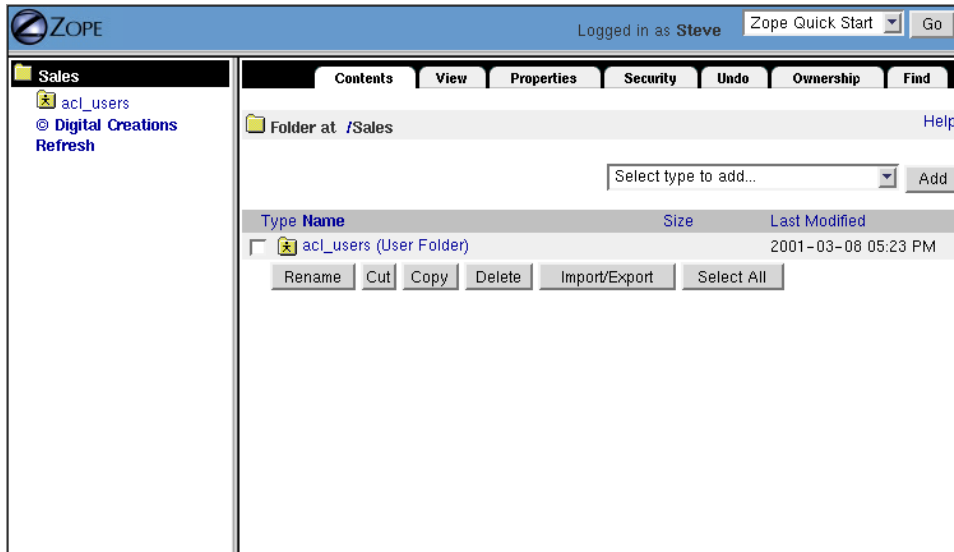 ZOPE
Logged in as Steve
Zope Quick Start
Go
Sales
acl_users
© Digital Creations
Refresh
Contents View Properties Security Undo Ownership Find
Folder at /Sales
Help
Select type to add...
Add
Type Name Size Last Modified
acl_users (User Folder) 2001-03-08 05:23 PM
Rename Cut Copy Delete Import/Export Select All